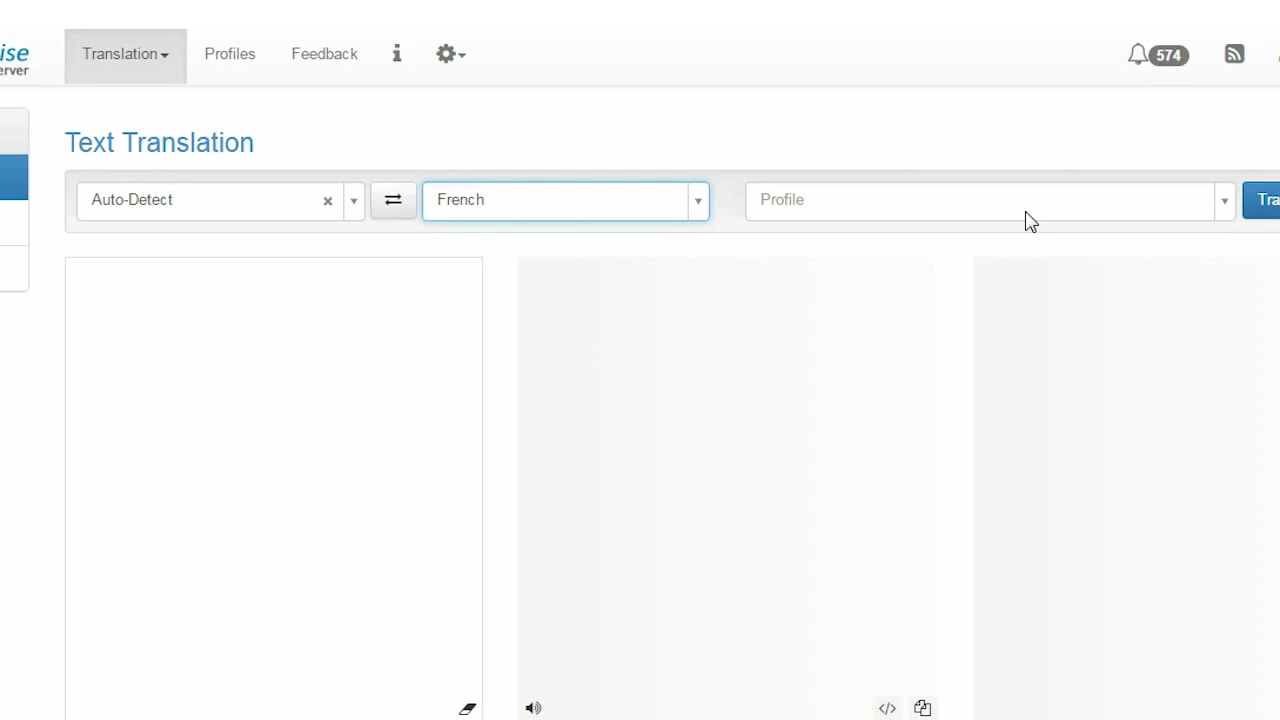 ise
erver
Translation
Profiles
Feedback
574
Text Translation
Auto-Detect
French
Profile
Tra